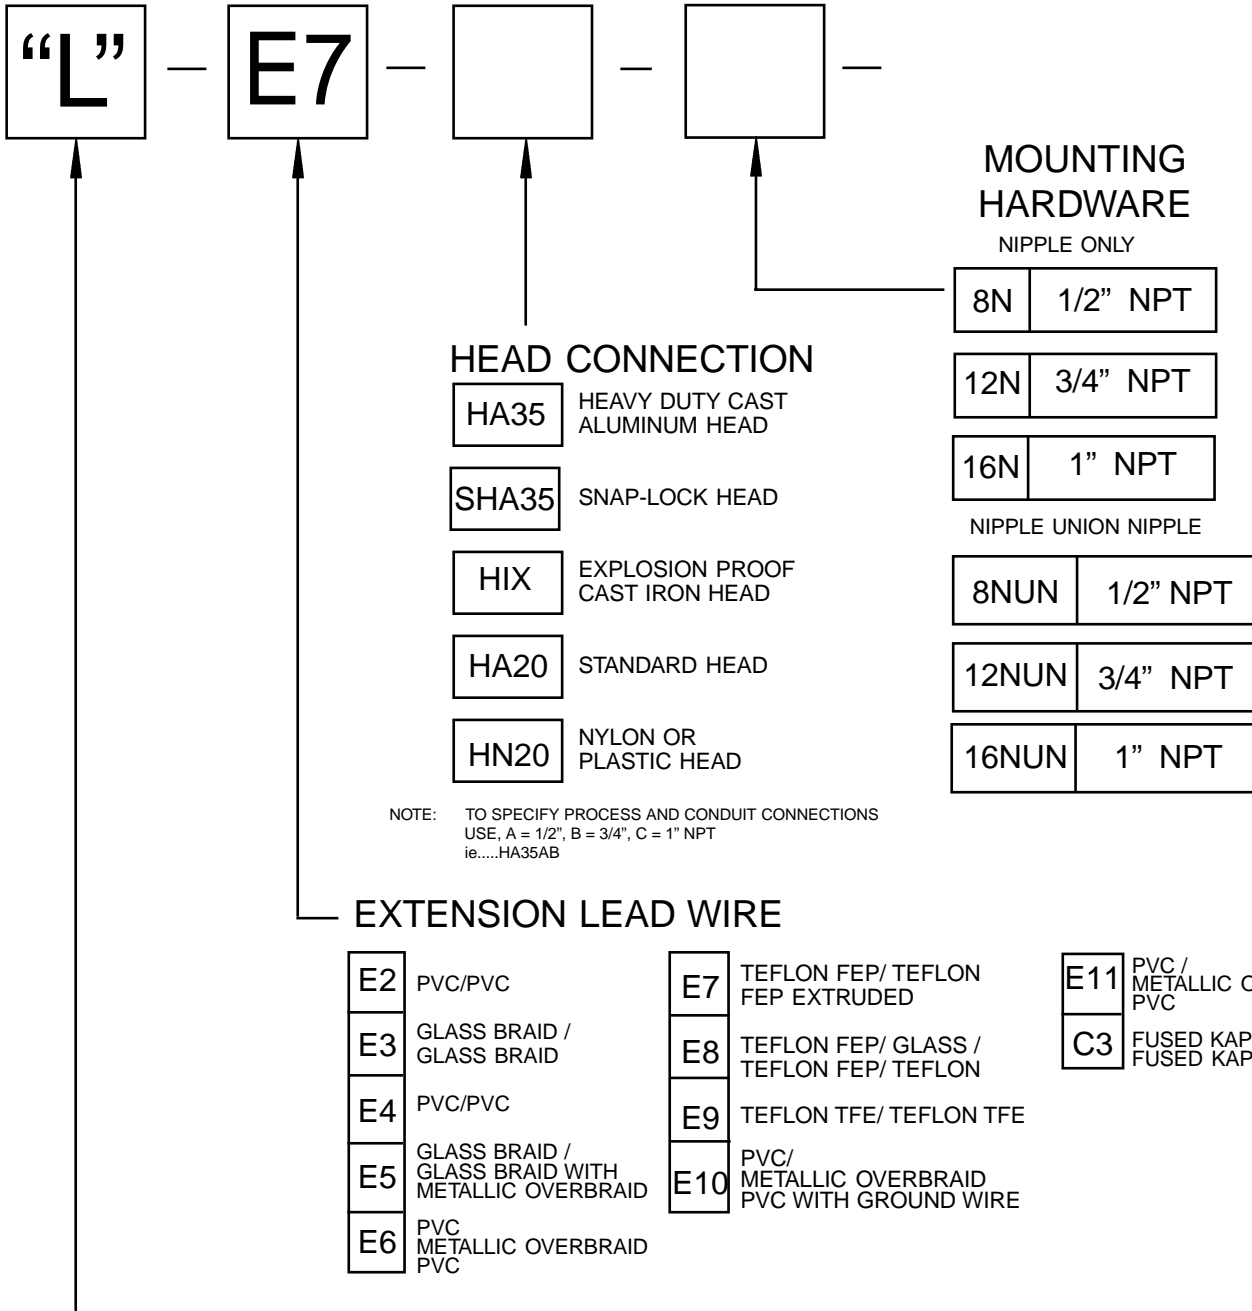 “L” — E7 — —  —
MOUNTING
HARDWARE
NIPPLE ONLY
8N 1/2” NPT
12N 3/4” NPT
16N 1” NPT
NIPPLE UNION NIPPLE
8NUN 1/2” NPT
12NUN 3/4” NPT
16NUN 1” NPT
HEAD CONNECTION
HA35 HEAVY DUTY CAST
ALUMINUM HEAD
SHA35 SNAP-LOCK HEAD
HIX EXPLOSION PROOF
CAST IRON HEAD
HA20 STANDARD HEAD
HN20 NYLON OR
PLASTIC HEAD
NOTE: TO SPECIFY PROCESS AND CONDUIT CONNECTIONS
USE, A = 1/2”, B = 3/4”, C = 1” NPT
ie.....HA35AB
EXTENSION LEAD WIRE
E2 PVC/PVC
E3 GLASS BRAID /
GLASS BRAID
E4 PVC/PVC
E5 GLASS BRAID /
GLASS BRAID WITH
METALLIC OVERBRAID
E6 PVC
METALLIC OVERBRAID
PVC
E7 TEFLON FEP/ TEFLON
FEP EXTRUDED
E8 TEFLON FEP/ GLASS /
TEFLON FEP/ TEFLON
E9 TEFLON TFE/ TEFLON TFE
E10 PVC/
METALLIC OVERBRAID
PVC WITH GROUND WIRE
E11 PVC /
METALLIC
PVC
C3 FUSED KAP
FUSED KAP